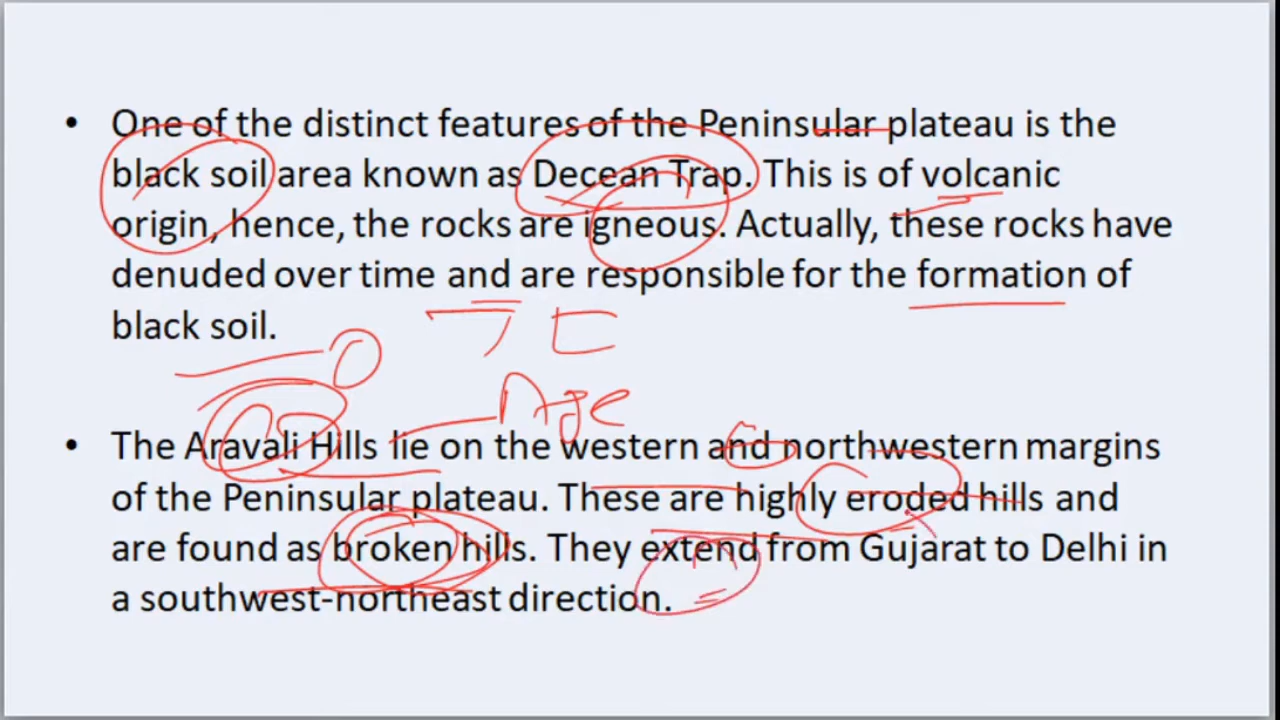 • One of the distinct features of the Peninsular plateau is the
black soil area known as Decean Trap. This is of volcanic
origin, hence, the rocks are igneous. Actually, these rocks have
denuded over time and are responsible for the formation of
black soil.
Age
• The Aravali Hills lie on the western and northwestern margins
of the Peninsular plateau. These are highly eroded hills and
are found as broken hills. They extend from Gujarat to Delhi in
a southwest-northeast direction.